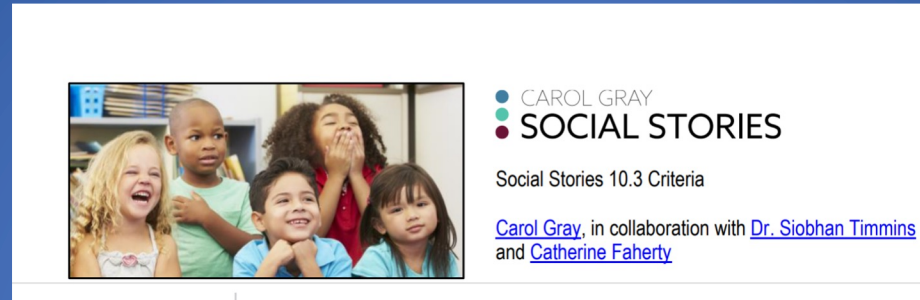 CAROL GRAY
SOCIAL STORIES
Social Stories 10.3 Criteria
Carol Gray, in collaboration with Dr. Siobhan Timmins
and Catherine Faherty